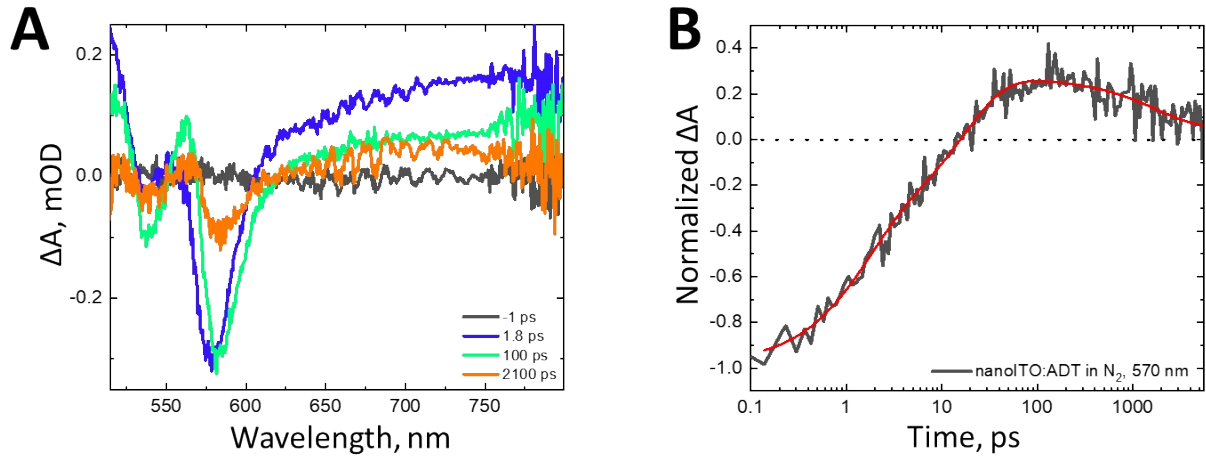 A
0.2
0.0
-0.2
ΔA, mOD
-1 ps
1.8 ps
100 ps
2100 ps
550
600
650
700
750
Wavelength, nm
B
0.6
0.4
0.2
0.0
-0.2
-0.4
-0.6
-0.8
-1.0
Normalized ΔA
nanoITO:ADT in N₂, 570 nm
0.1
1
10
100
1000
Time, ps